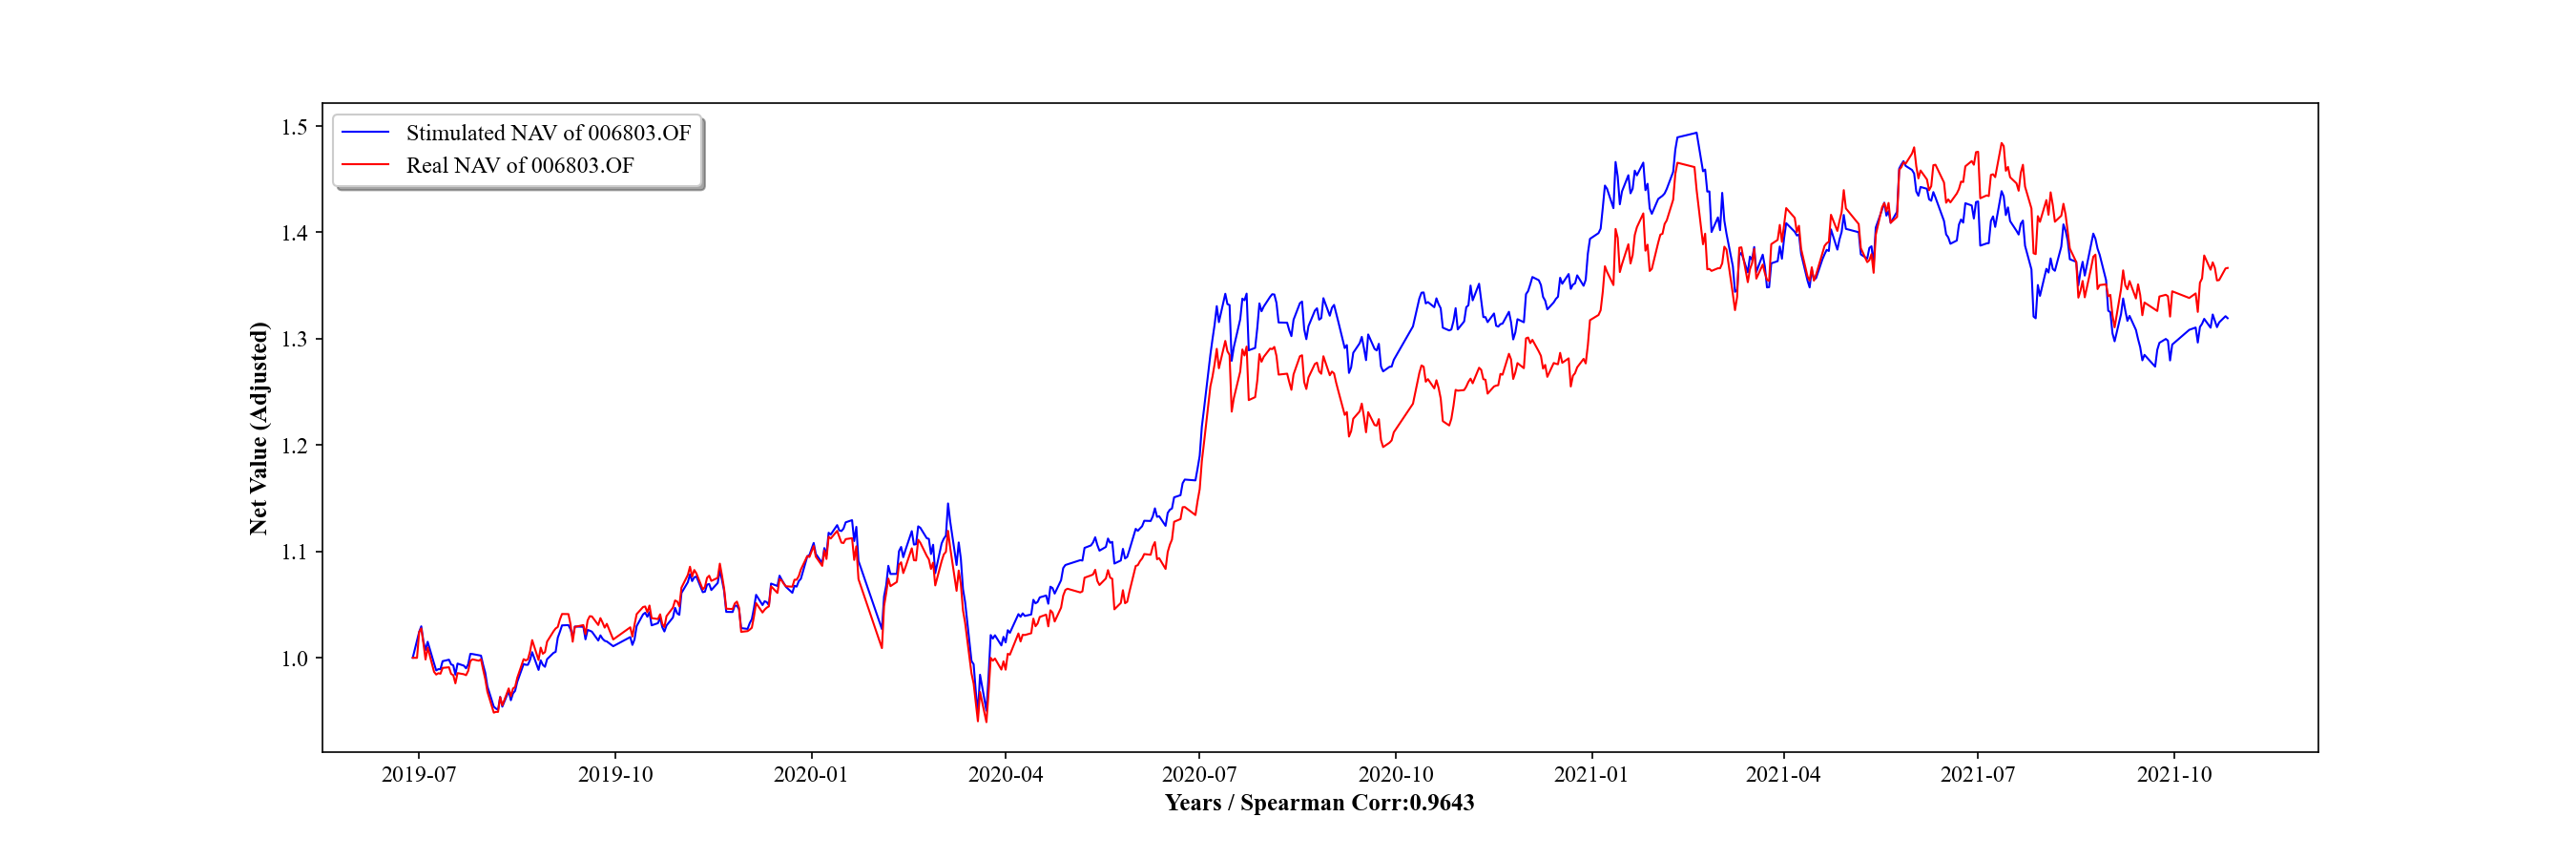 Stimulated NAV of 006803.OF
Real NAV of 006803.OF
Net Value (Adjusted)
1.5
1.4
1.3
1.2
1.1
1.0
2019-07 2019-10 2020-01 2020-04 2020-07 2020-10 2021-01 2021-04 2021-07 2021-10
Years / Spearman Corr:0.9643